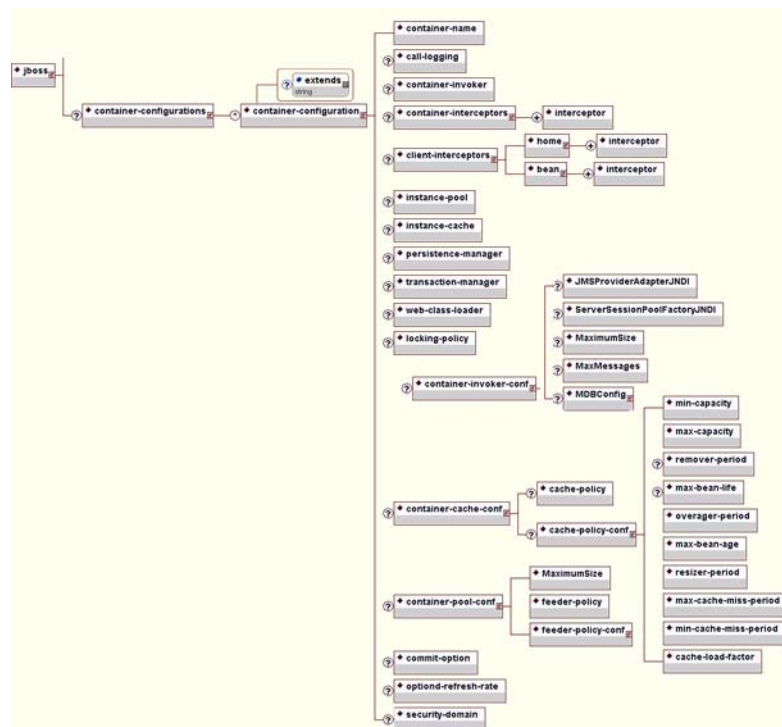 container-name
call-logging
extends
string
jboss
container-invoker
container-configurations
container-configuration
container-interceptors
interceptor
home
interceptor
client-interceptors
bean
interceptor
instance-pool
instance-cache
persistence-manager
transaction-manager
JMSProviderAdapterJNDI
web-class-loader
ServerSessionPoolFactoryJNDI
locking-policy
MaximumSize
MaxMessages
container-invoker-conf
MDBConfig
min-capacity
max-capacity
remover-period
max-bean-life
cache-policy
container-cache-conf
overager-period
cache-policy-conf
max-bean-age
MaximumSize
resizer-period
container-pool-conf
feeder-policy
max-cache-miss-period
feeder-policy-conf
min-cache-miss-period
commit-option
cache-load-factor
optiond-refresh-rate
security-domain